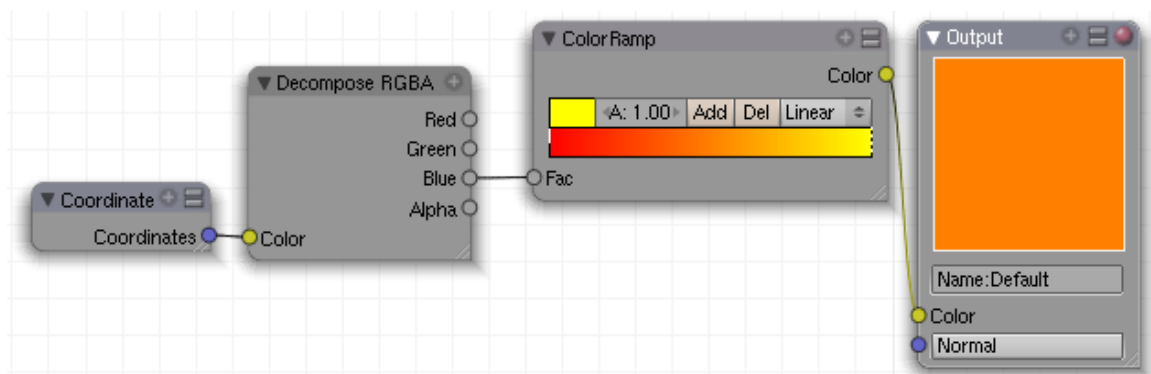 Coordinate
Coordinates
Decompose RGBA
Red
Green
Blue
Alpha
Color
ColorRamp
Color
A: 1.00 Add Del Linear
Fac
Output
Name:Default
Color
Normal